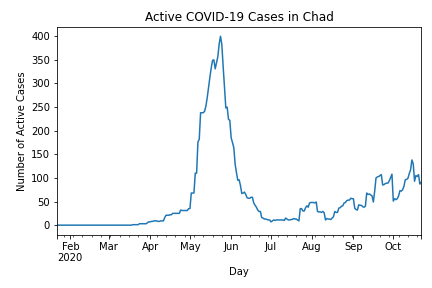 Active COVID-19 Cases in Chad
Number of Active Cases
400
350
300
250
200
150
100
50
0
Feb Mar Apr May Jun Jul Aug Sep Oct
2020
Day